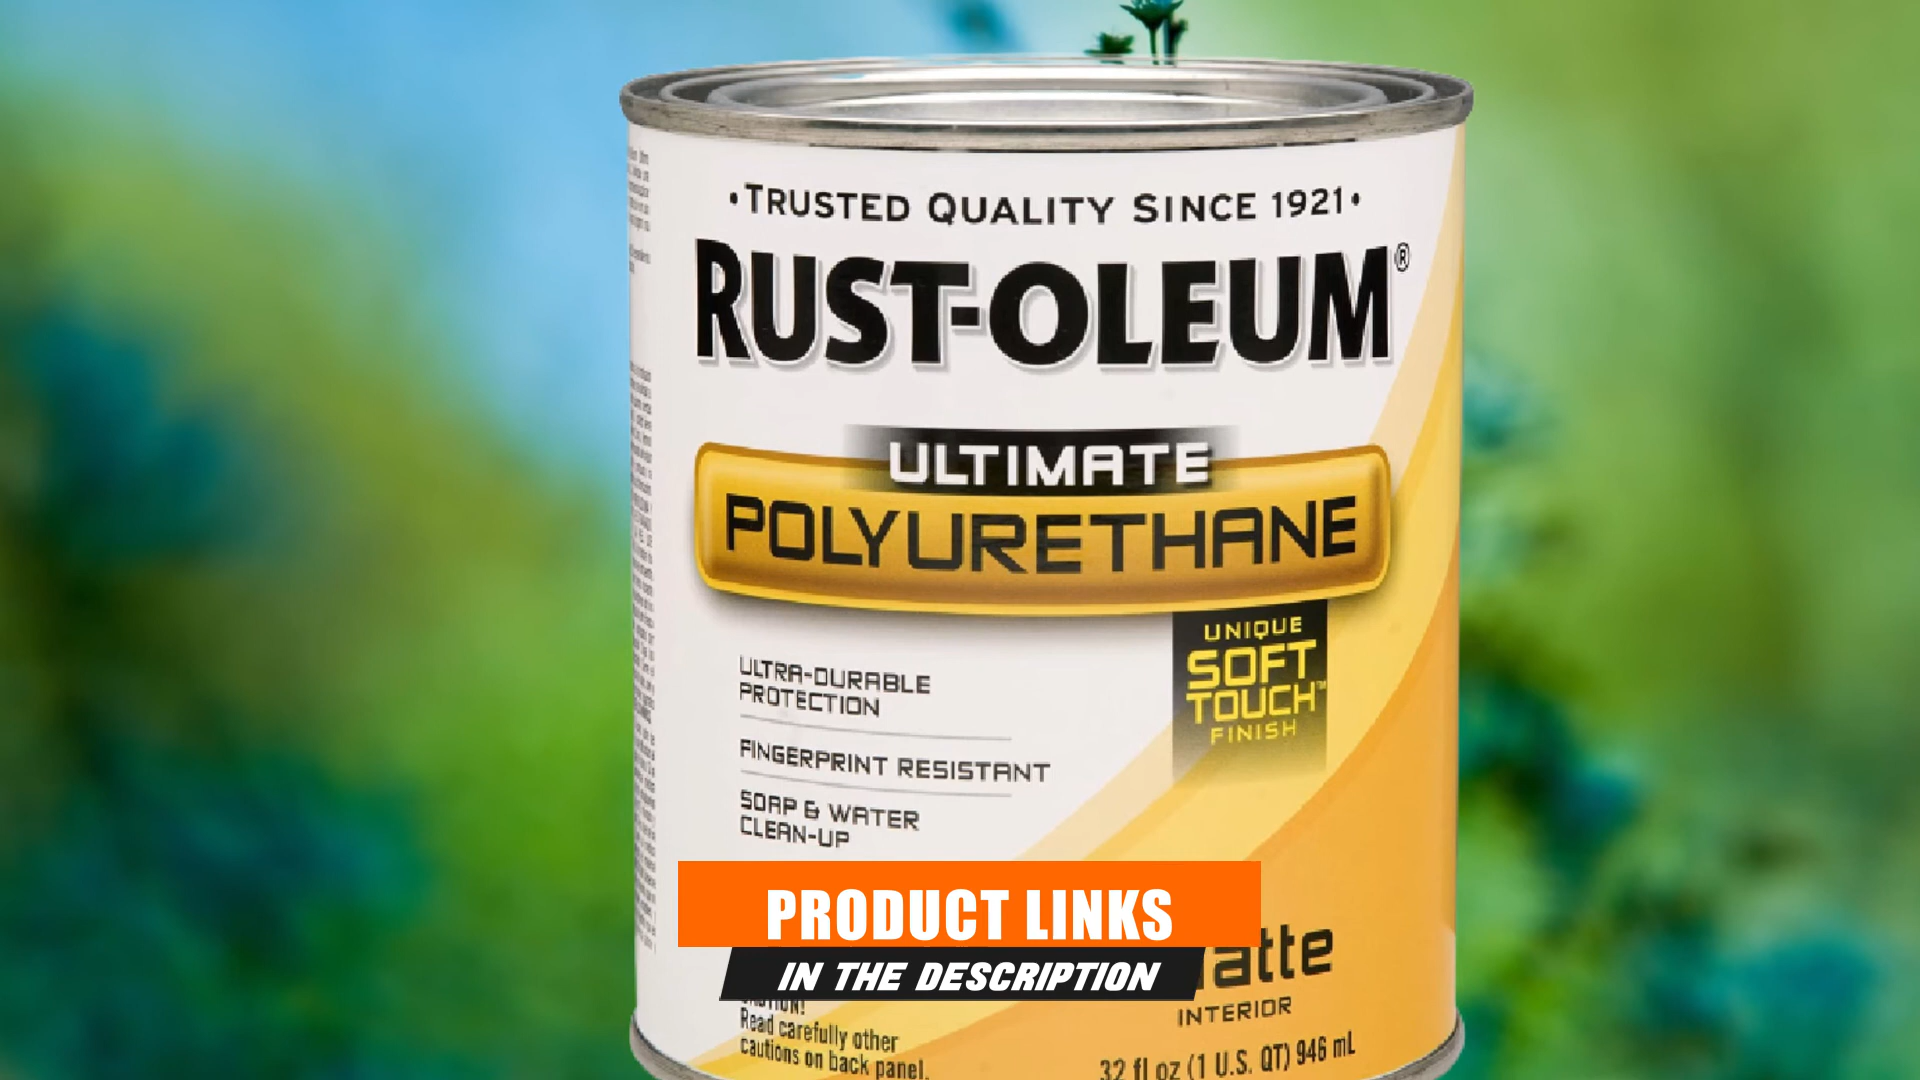 •TRUSTED QUALITY SINCE 1921•
RUST-OLEUM®
ULTIMATE
POLYURETHANE
UNIQUE
SOFT
TOUCH™
FINISH
ULTRA-DURABLE
PROTECTION
FINGERPRINT RESISTANT
SOAP & WATER
CLEAN-UP
PRODUCT LINKS
IN THE DESCRIPTION
atte
INTERIOR
Read carefully other
cautions on back panel.
32 fl oz (1 U.S. QT) 946 mL